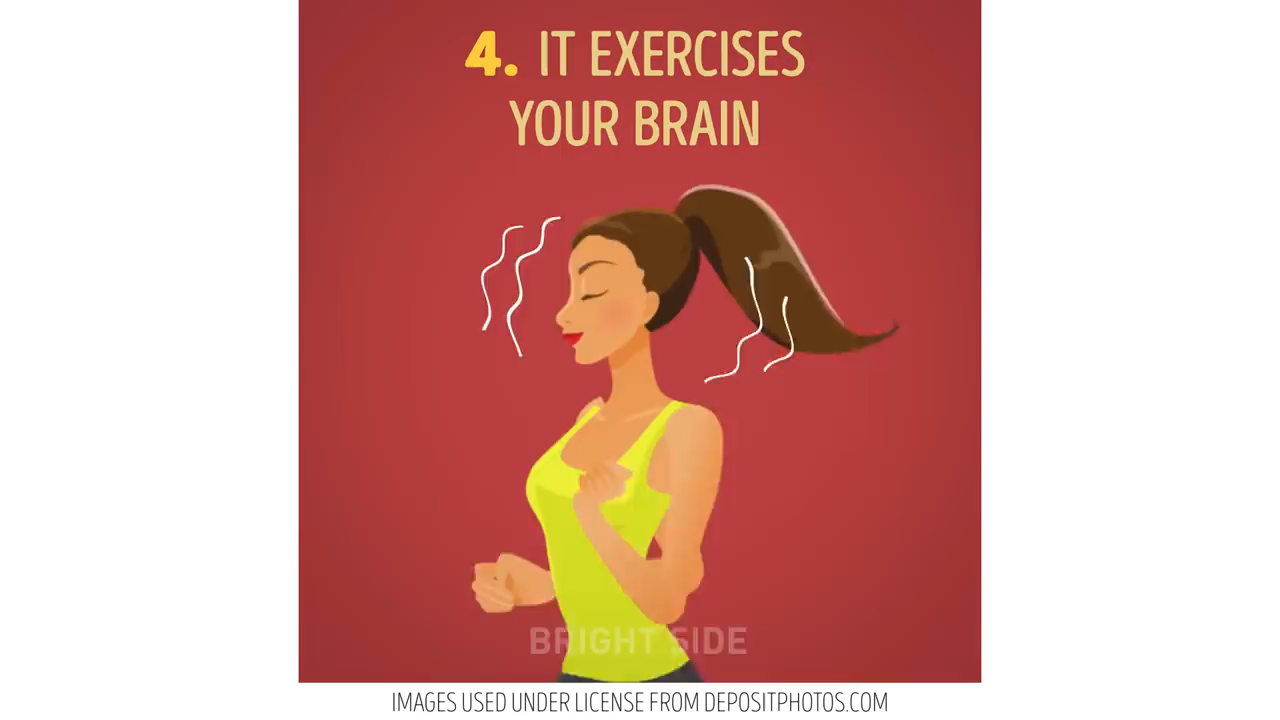 4. IT EXERCISES
YOUR BRAIN
BRIGHT SIDE
IMAGES USED UNDER LICENSE FROM DEPOSITPHOTOS.COM